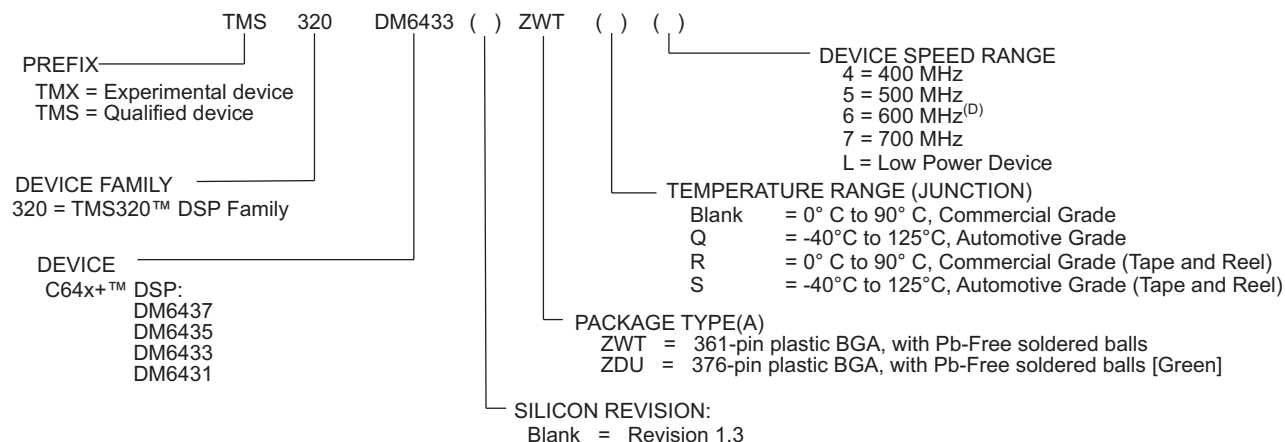 TMS 320 DM6433 ( ) ZWT ( ) ( )
PREFIX
TMX = Experimental device
TMS = Qualified device
DEVICE SPEED RANGE
4 = 400 MHz
5 = 500 MHz
6 = 600 MHz(D)
7 = 700 MHz
L = Low Power Device
DEVICE FAMILY
320 = TMS320™ DSP Family
TEMPERATURE RANGE (JUNCTION)
Blank = 0° C to 90° C, Commercial Grade
Q = -40°C to 125°C, Automotive Grade
R = 0° C to 90° C, Commercial Grade (Tape and Reel)
S = -40°C to 125°C, Automotive Grade (Tape and Reel)
DEVICE
C64x+™ DSP:
DM6437
DM6435
DM6433
DM6431
PACKAGE TYPE(A)
ZWT = 361-pin plastic BGA, with Pb-Free soldered balls
ZDU = 376-pin plastic BGA, with Pb-Free soldered balls [Green]
SILICON REVISION:
Blank = Revision 1.3